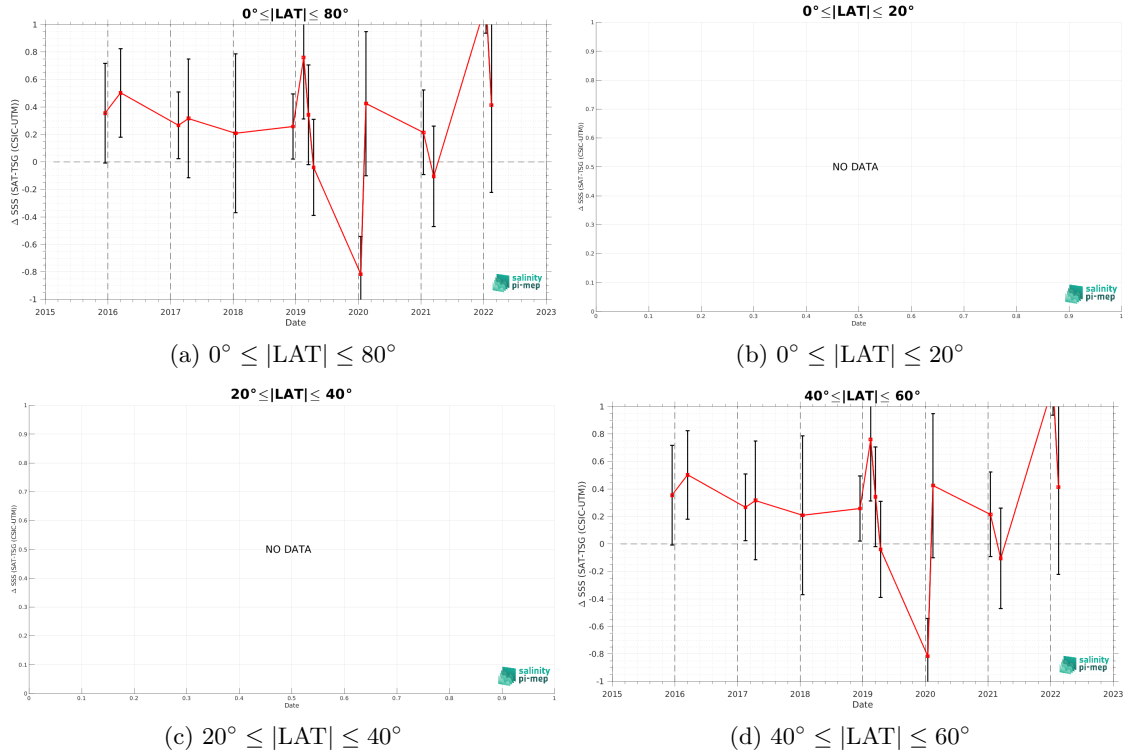 0°≤|LAT|≤ 80°
Δ SSS (SAT-TSG (CSIC-UTM))
1
0.8
0.6
0.4
0.2
0
-0.2
-0.4
-0.6
-0.8
-1
2015 2016 2017 2018 2019 2020 2021 2022 2023
Date
salinity
pi-mep
(a) 0° ≤ |LAT| ≤ 80°
0°≤|LAT|≤ 20°
Δ SSS (SAT-TSG (CSIC-UTM))
1
0.9
0.8
0.7
0.6
0.5
0.4
0.3
0.2
0.1
0
NO DATA
0 0.1 0.2 0.3 0.4 0.5 0.6 0.7 0.8 0.9 1
Date
salinity
pi-mep
(b) 0° ≤ |LAT| ≤ 20°
20°≤|LAT|≤ 40°
Δ SSS (SAT-TSG (CSIC-UTM))
1
0.9
0.8
0.7
0.6
0.5
0.4
0.3
0.2
0.1
0
NO DATA
0 0.1 0.2 0.3 0.4 0.5 0.6 0.7 0.8 0.9 1
Date
salinity
pi-mep
(c) 20° ≤ |LAT| ≤ 40°
40°≤|LAT|≤ 60°
Δ SSS (SAT-TSG (CSIC-UTM))
1
0.8
0.6
0.4
0.2
0
-0.2
-0.4
-0.6
-0.8
-1
2015 2016 2017 2018 2019 2020 2021 2022 2023
Date
salinity
pi-mep
(d) 40° ≤ |LAT| ≤ 60°